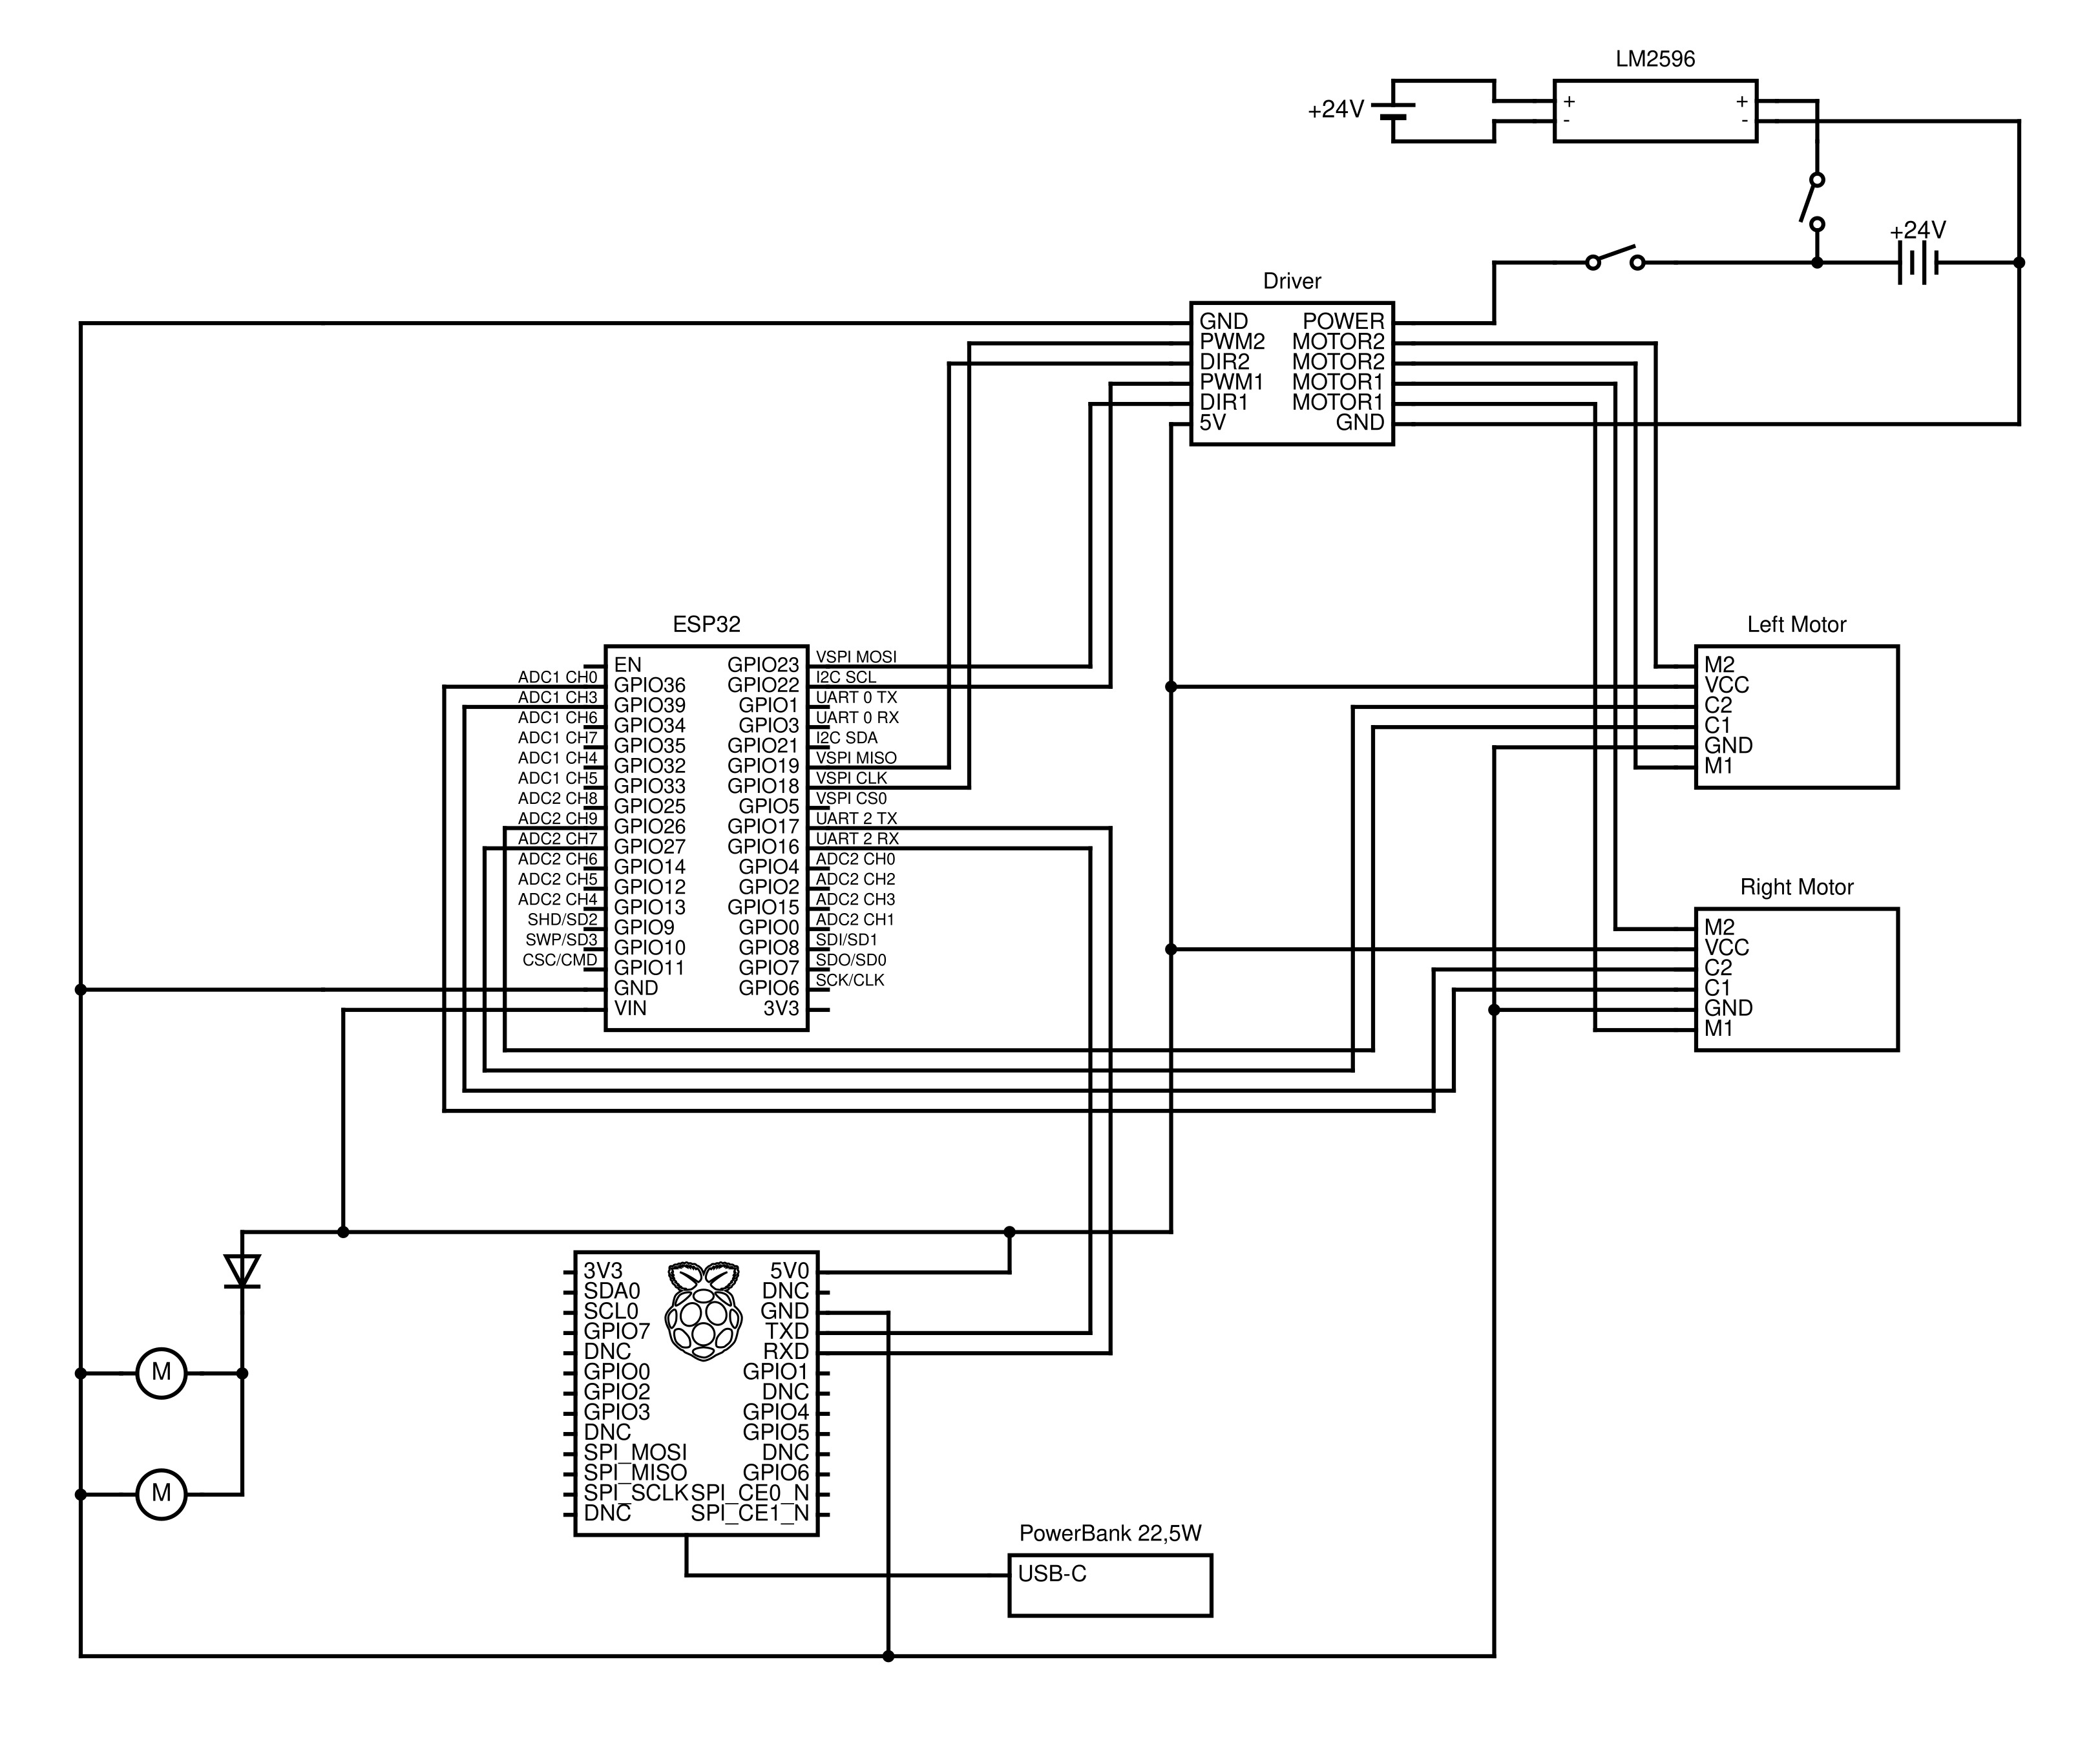 LM2596
+24V
+ +
- -
+24V
Driver
GND POWER
PWM2 MOTOR2
DIR2 MOTOR2
PWM1 MOTOR1
DIR1 MOTOR1
5V GND
ESP32
EN GPIO23 VSPI MOSI
ADC1 CH0 GPIO36 GPIO22 I2C SCL
ADC1 CH3 GPIO39 GPIO1 UART 0 TX
ADC1 CH6 GPIO34 GPIO3 UART 0 RX
ADC1 CH7 GPIO35 GPIO21 I2C SDA
ADC1 CH4 GPIO32 GPIO19 VSPI MISO
ADC1 CH5 GPIO33 GPIO18 VSPI CLK
ADC2 CH8 GPIO25 GPIO5 VSPI CS0
ADC2 CH9 GPIO26 GPIO17 UART 2 TX
ADC2 CH7 GPIO27 GPIO16 UART 2 RX
ADC2 CH6 GPIO14 GPIO4 ADC2 CH0
ADC2 CH5 GPIO12 GPIO2 ADC2 CH2
ADC2 CH4 GPIO13 GPIO15 ADC2 CH3
SHD/SD2 GPIO9 GPIO0 ADC2 CH1
SWP/SD3 GPIO10 GPIO8 SDI/SD1
CSC/CMD GPIO11 GPIO7 SDO/SD0
GND GPIO6 SCK/CLK
VIN 3V3
Left Motor
M2
VCC
C2
C1
GND
M1
Right Motor
M2
VCC
C2
C1
GND
M1
3V3 5V0
SDA0 DNC
SCL0 GND
GPIO7 TXD
DNC RXD
GPIO0 GPIO1
GPIO2 DNC
GPIO3 GPIO4
DNC GPIO5
SPI_MOSI DNC
SPI_MISO GPIO6
SPI_SCLK SPI_CE0_N
DNC SPI_CE1_N
M
M
PowerBank 22,5W
USB-C